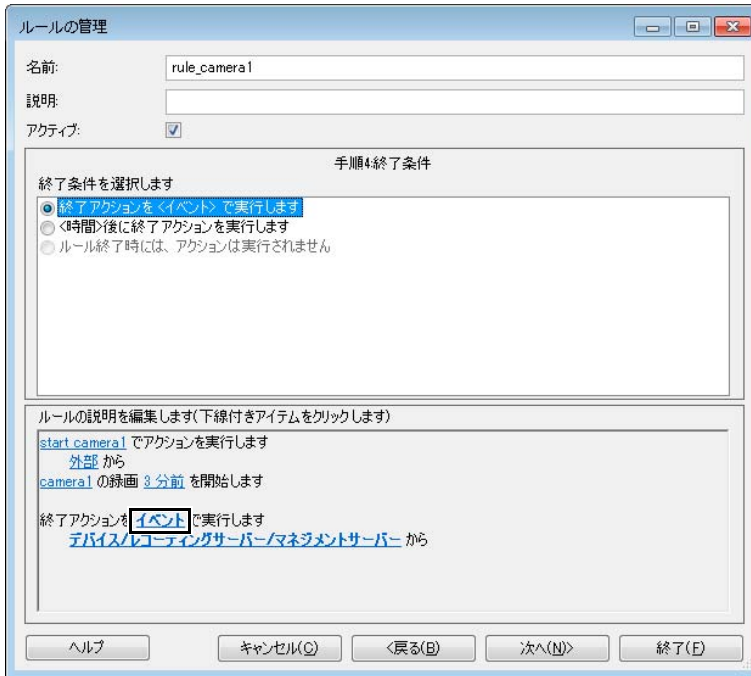 ルールの管理
名前: rule_camera1
説明:
アクティブ:
手順4:終了条件
終了条件を選択します
終了アクションを<イベント> で実行します
<時間>後に終了アクションを実行します
ルール終了時には、アクションは実行されません
ルールの説明を編集します(下線付きアイテムをクリックします)
start camera1 でアクションを実行します
外部 から
camera1 の録画 3 分前 を開始します
終了アクションを イベント で実行します
デバイス/レコーディングサーバー/マネジメントサーバー から
ヘルプ キャンセル(C) <戻る(B) 次へ(N)> 終了(F)